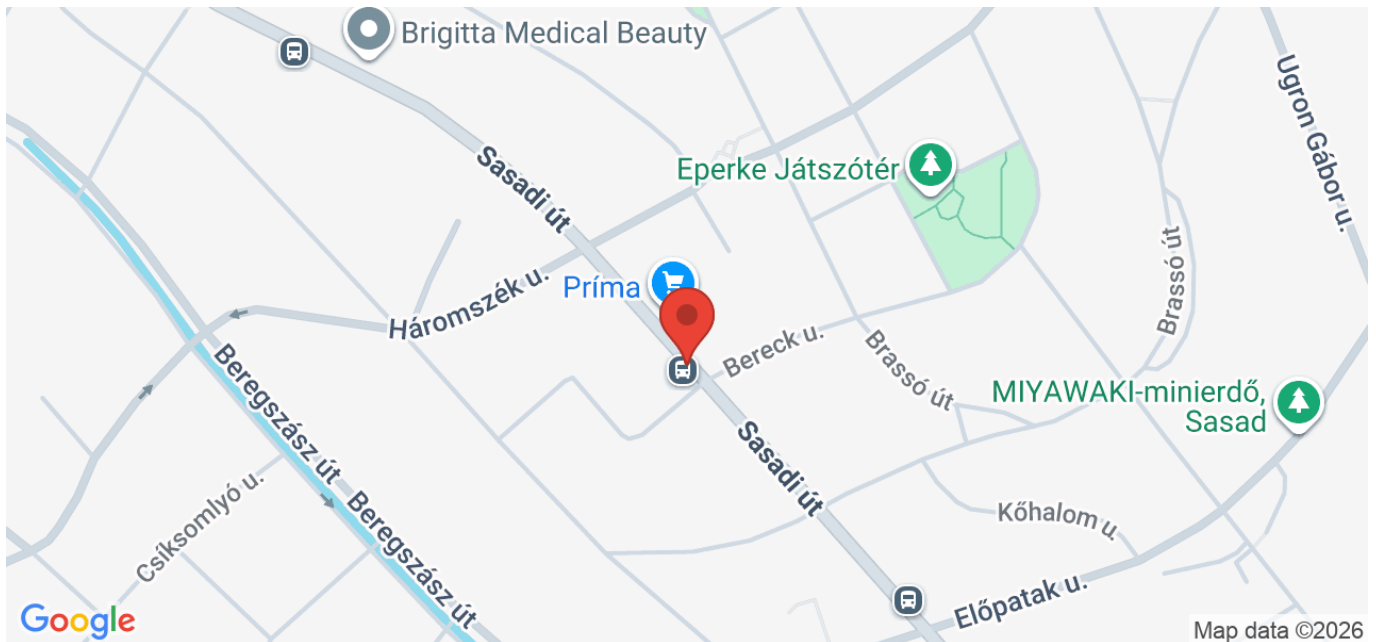 Brigitta Medical Beauty
Ugron Gábor u.
Sasadi út
Eperke Játszótér
Brassó út
Príma
Háromszék u.
Bereck u.
Brassó út
Beregszász út
MIYAWAKI-minierdő,
Sasad
Sasadi út
Csíksomlyó u.
Beregszász út
Kőhalom u.
Előpatak u.
Google
Map data ©2026